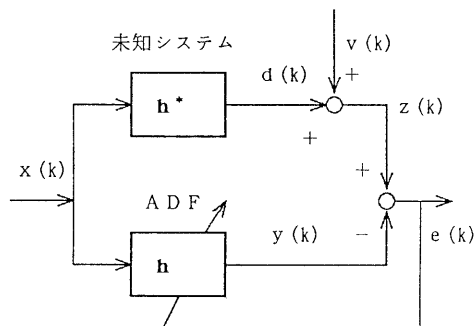 未知システム
v(k)
d(k)
+
h*
+
z(k)
x(k)
+
ADF
y(k)
−
e(k)
h